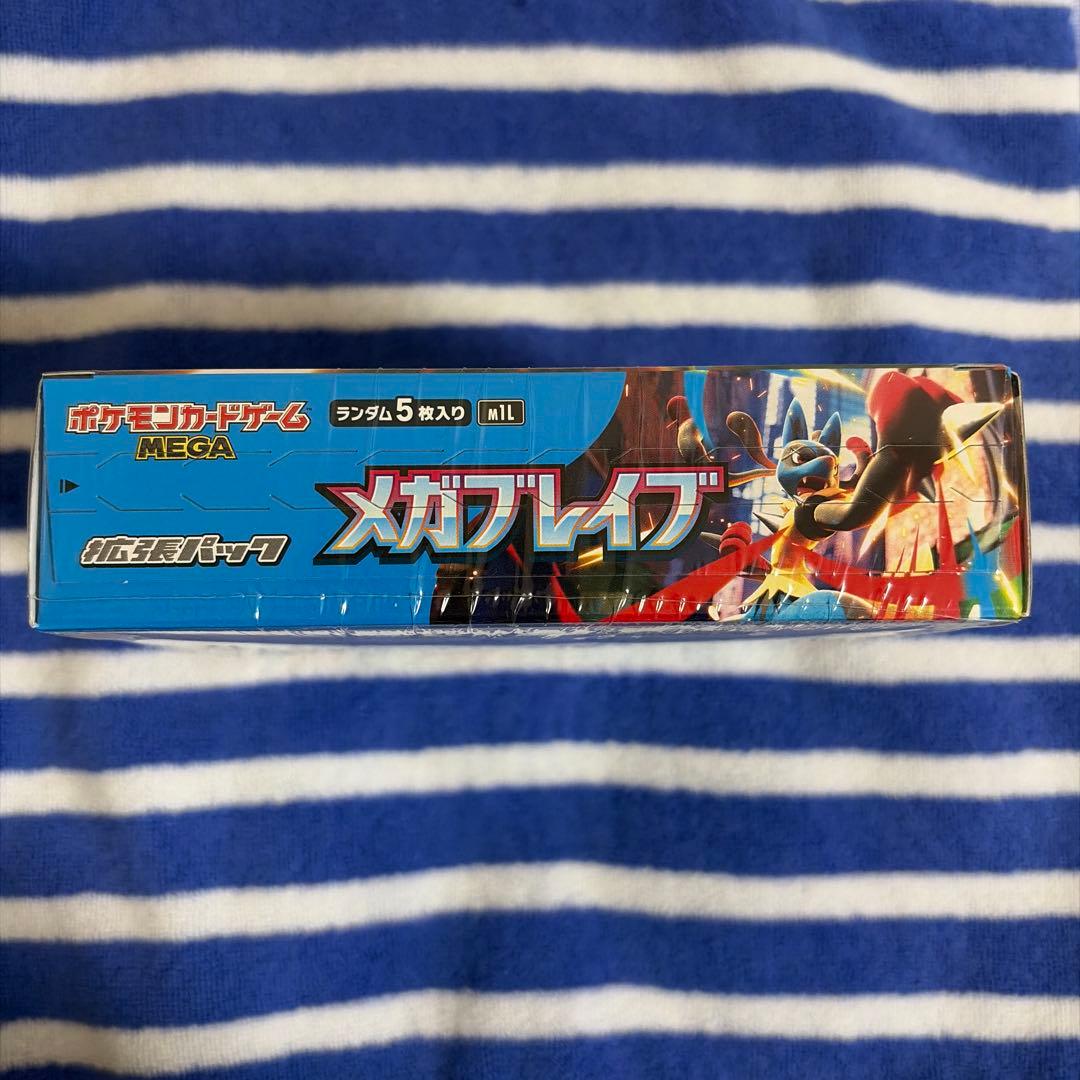 ポケモンカードゲーム
MEGA
ランダム5枚入り
M1L
メガブレイブ
拡張パック